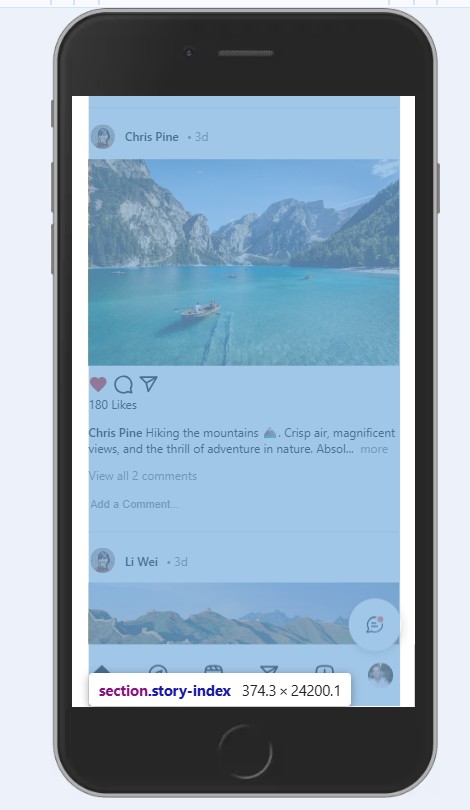 Chris Pine • 3d
180 Likes
Chris Pine Hiking the mountains ⛰️. Crisp air, magnificent
views, and the thrill of adventure in nature. Absol... more
View all 2 comments
Add a Comment...
Li Wei • 3d
section.story-index 374.3 × 24200.1